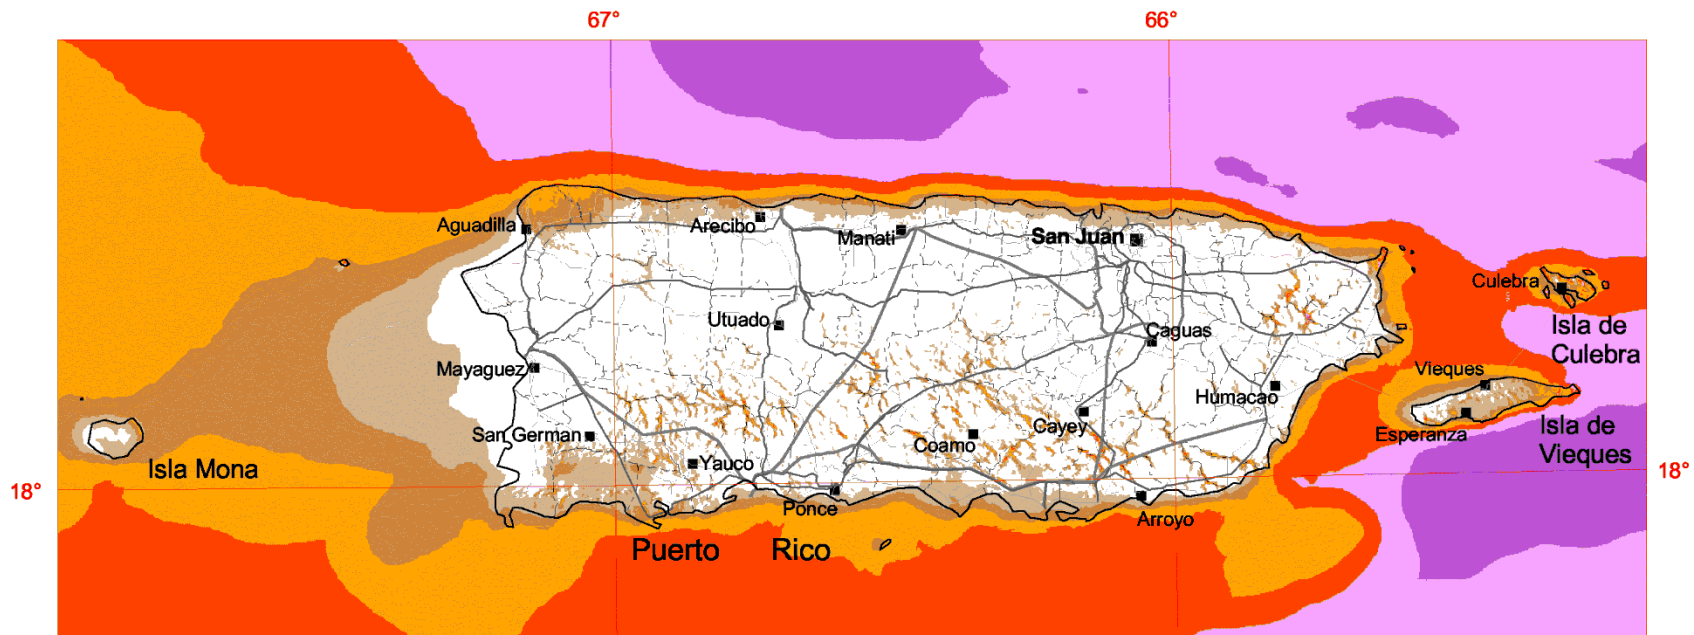 67°
66°
Aguadilla
Arecibo
Manati
San Juan
Culebra
Isla de
Culebra
Utuado
Caguas
Mayaguez
Vieques
Humacao
San German
Coamo
Cayey
Esperanza
Isla de
Vieques
Isla Mona
Yauco
18°
18°
Ponce
Arroyo
Puerto Rico